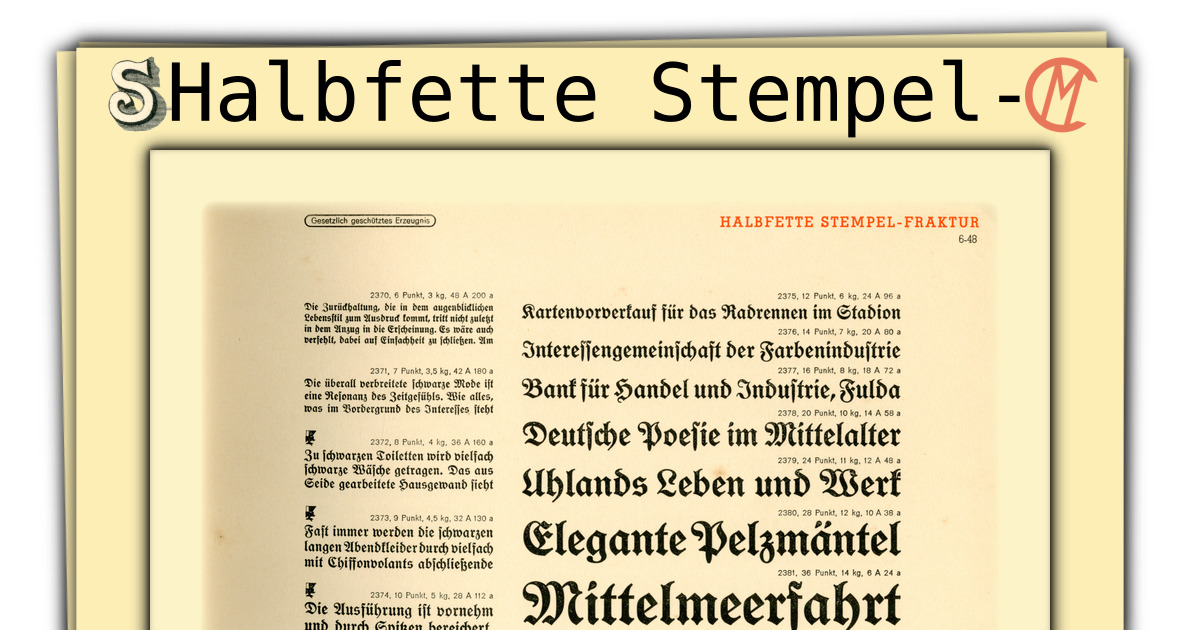 Halbfette Stempel-
Gesetzlich geschütztes Erzeugnis
HALBFETTE STEMPEL-FRAKTUR
6-48
2370, 6 Punkt, 3 kg, 48 A 200 a
Die Zurückhaltung, die in dem augenblicklichen
Lebensstil zum Ausdruck kommt, tritt nicht zuletzt
in dem Anzug in die Erscheinung. Es wäre auch
verfehlt, dabei auf Einfachheit zu schließen. Am
2371, 7 Punkt, 3,5 kg, 42 A 180 a
Die überall verbreitete schwarze Mode ist
eine Resonanz des Zeitgefühls. Wie alles,
was im Vordergrund des Interesses steht
2372, 8 Punkt, 4 kg, 36 A 160 a
Zu schwarzen Toiletten wird vielfach
schwarze Wäsche getragen. Das aus
Seide gearbeitete Hausgewand sieht
2373, 9 Punkt, 4,5 kg, 32 A 130 a
Fast immer werden die schwarzen
langen Abendkleider durch vielfach
mit Chiffonvolants abschließende
2374, 10 Punkt, 5 kg, 28 A 112 a
Die Ausführung ist vornehm
und durch Spitzen bereichert.
2375, 12 Punkt, 6 kg, 24 A 96 a
Kartenvorverkauf für das Radrennen im Stadion
2376, 14 Punkt, 7 kg, 20 A 80 a
Interessengemeinschaft der Farbenindustrie
2377, 16 Punkt, 8 kg, 18 A 72 a
Bank für Handel und Industrie, Fulda
2378, 20 Punkt, 10 kg, 14 A 58 a
Deutsche Poesie im Mittelalter
2379, 24 Punkt, 11 kg, 12 A 48 a
Uhlands Leben und Werk
2380, 28 Punkt, 12 kg, 10 A 38 a
Elegante Pelzmäntel
2381, 36 Punkt, 14 kg, 6 A 24 a
Mittelmeerfahrt